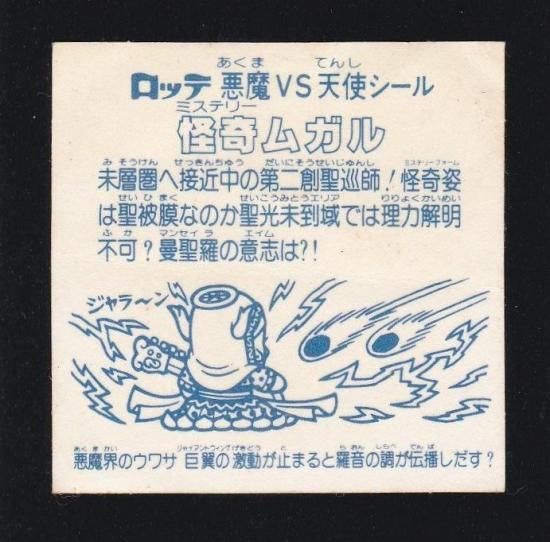 あくま てんし
ロッテ 悪魔VS天使シール
ミステリー
怪奇ムガル
みそうけん せっきんちゅう だいにそうせいじゅんし ミステリーフォーム
未層圏へ接近中の第二創聖巡師!怪奇姿
せいひまく せいこうみとうエリア りりょくかいめい
は聖被膜なのか聖光未到域では理力解明
ふか マンセイラ エイム
不可?曼聖羅の意志は?!
ジャラ〜ン
あくまかい ジャイアントウィング げきどう と らおん しらべ でんぱ
悪魔界のウワサ 巨翼の激動が止まると羅音の調が伝播しだす?